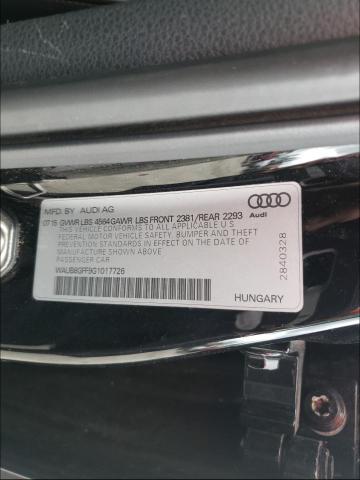 MFD. BY AUDI AG
07/15 GVWR LBS 4564 GAWR LBS FRONT 2381/REAR 2293
Audi
THIS VEHICLE CONFORMS TO ALL APPLICABLE U S
FEDERAL MOTOR VEHICLE SAFETY, BUMPER AND THEFT
PREVENTION STANDARDS IN EFFECT ON THE DATE OF
MANUFACTURE SHOWN ABOVE
PASSENGER CAR
WAUB8GFF9G1017726
HUNGARY
2840328